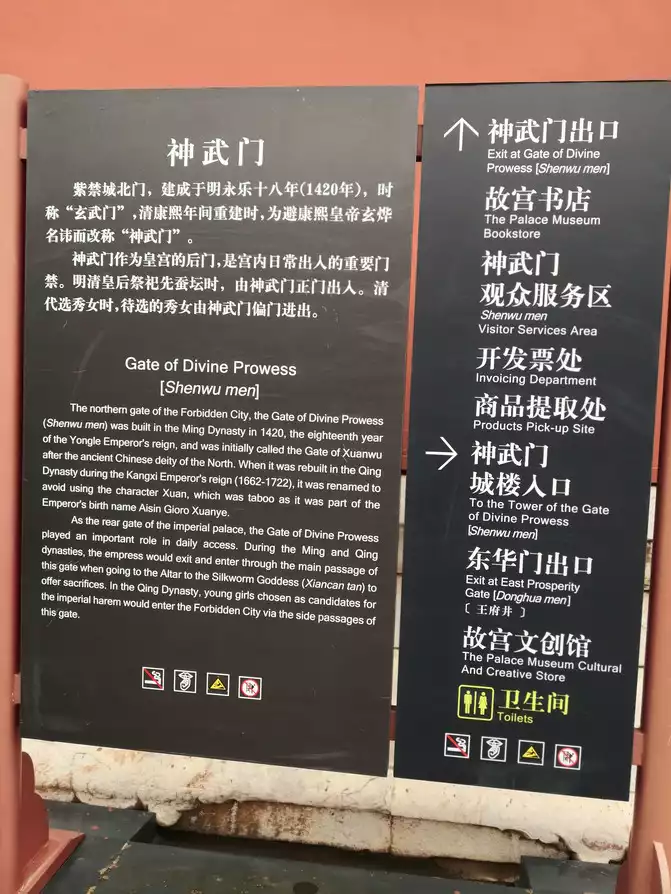 神武门
紫禁城北门，建成于明永乐十八年(1420年)，时
称“玄武门”,清康熙年间重建时,为避康熙皇帝玄烨
名讳而改称“神武门”。
神武门作为皇宫的后门,是宫内日常出入的重要门
禁。明清皇后祭祀先蚕坛时，由神武门正门出入。清
代选秀女时,待选的秀女由神武门偏门进出。
Gate of Divine Prowess
[Shenwu men]
The northern gate of the Forbidden City, the Gate of Divine Prowess
(Shenwu men) was built in the Ming Dynasty in 1420, the eighteenth year
of the Yongle Emperor's reign, and was initially called the Gate of Xuanwu
after the ancient Chinese deity of the North. When it was rebuilt in the Qing
Dynasty during the Kangxi Emperor's reign (1662-1722), it was renamed to
avoid using the character Xuan, which was taboo as it was part of the
Emperor's birth name Aisin Gioro Xuanye.
As the rear gate of the imperial palace, the Gate of Divine Prowess
played an important role in daily access. During the Ming and Qing
dynasties, the empress would exit and enter through the main passage of
this gate when going to the Altar to the Silkworm Goddess (Xiancan tan) to
offer sacrifices. In the Qing Dynasty, young girls chosen as candidates for
the imperial harem would enter the Forbidden City via the side passages of
this gate.
神武门出口
Exit at Gate of Divine
Prowess [Shenwu men]
故宫书店
The Palace Museum
Bookstore
神武门
观众服务区
Shenwu men
Visitor Services Area
开发票处
Invoicing Department
商品提取处
Products Pick-up Site
神武门
城楼入口
To the Tower of the Gate
of Divine Prowess
[Shenwu men]
东华门出口
Exit at East Prosperity
Gate [Donghua men]
〔王府井〕
故宫文创馆
The Palace Museum Cultural
And Creative Store
卫生间
Toilets